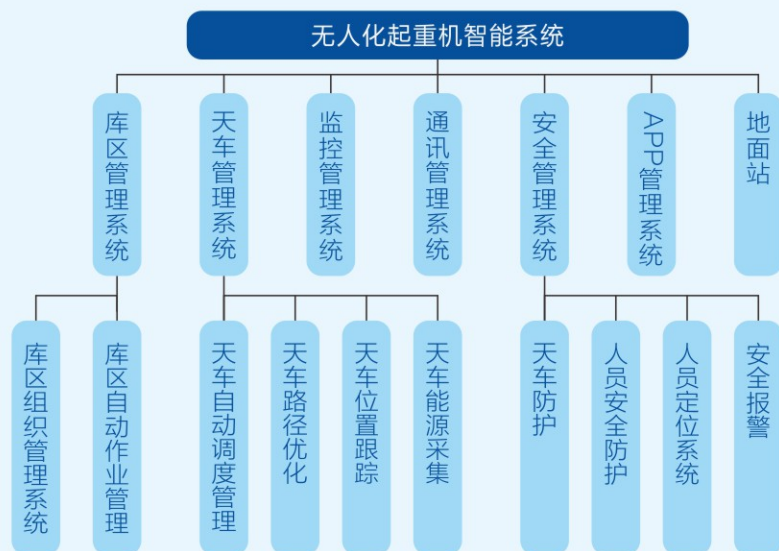 无人化起重机智能系统
库区管理系统
天车管理系统
监控管理系统
通讯管理系统
安全管理系统
APP管理系统
地面站
库区组织管理系统
库区自动作业管理
天车自动调度管理
天车路径优化
天车位置跟踪
天车能源采集
天车防护
人员安全防护
人员定位系统
安全报警